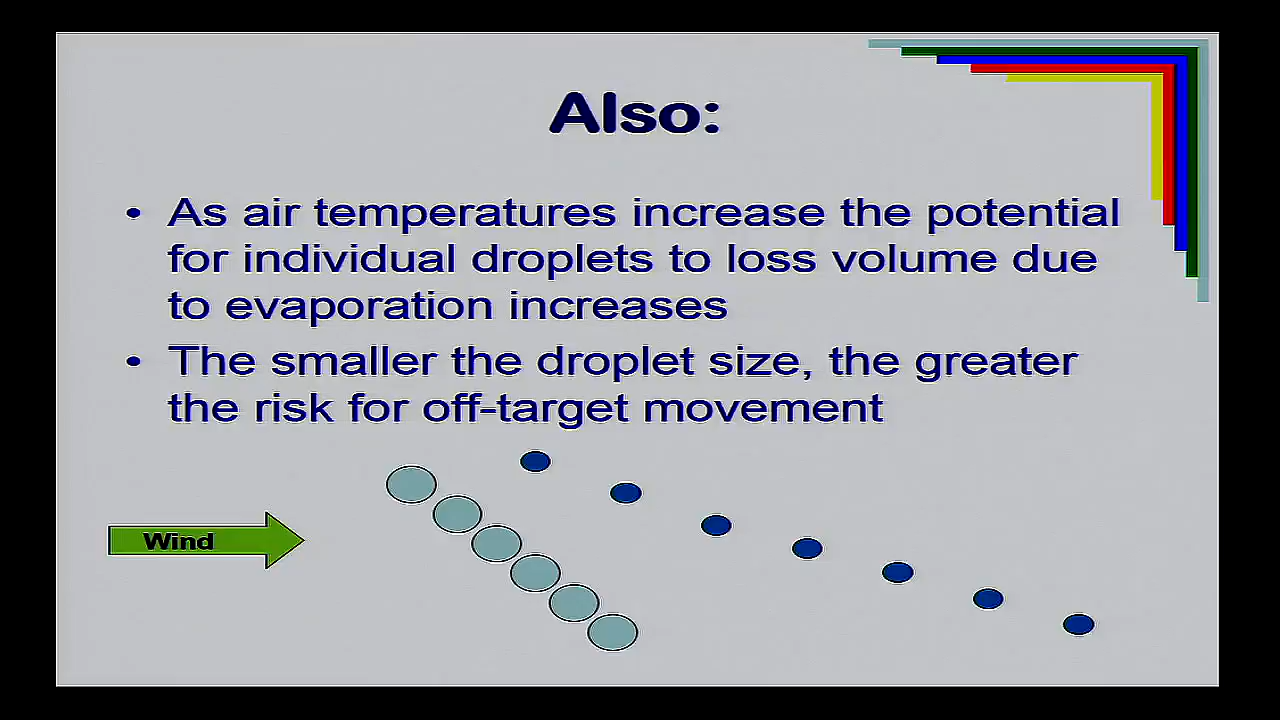 Also:
• As air temperatures increase the potential
for individual droplets to loss volume due
to evaporation increases
• The smaller the droplet size, the greater
the risk for off-target movement
Wind